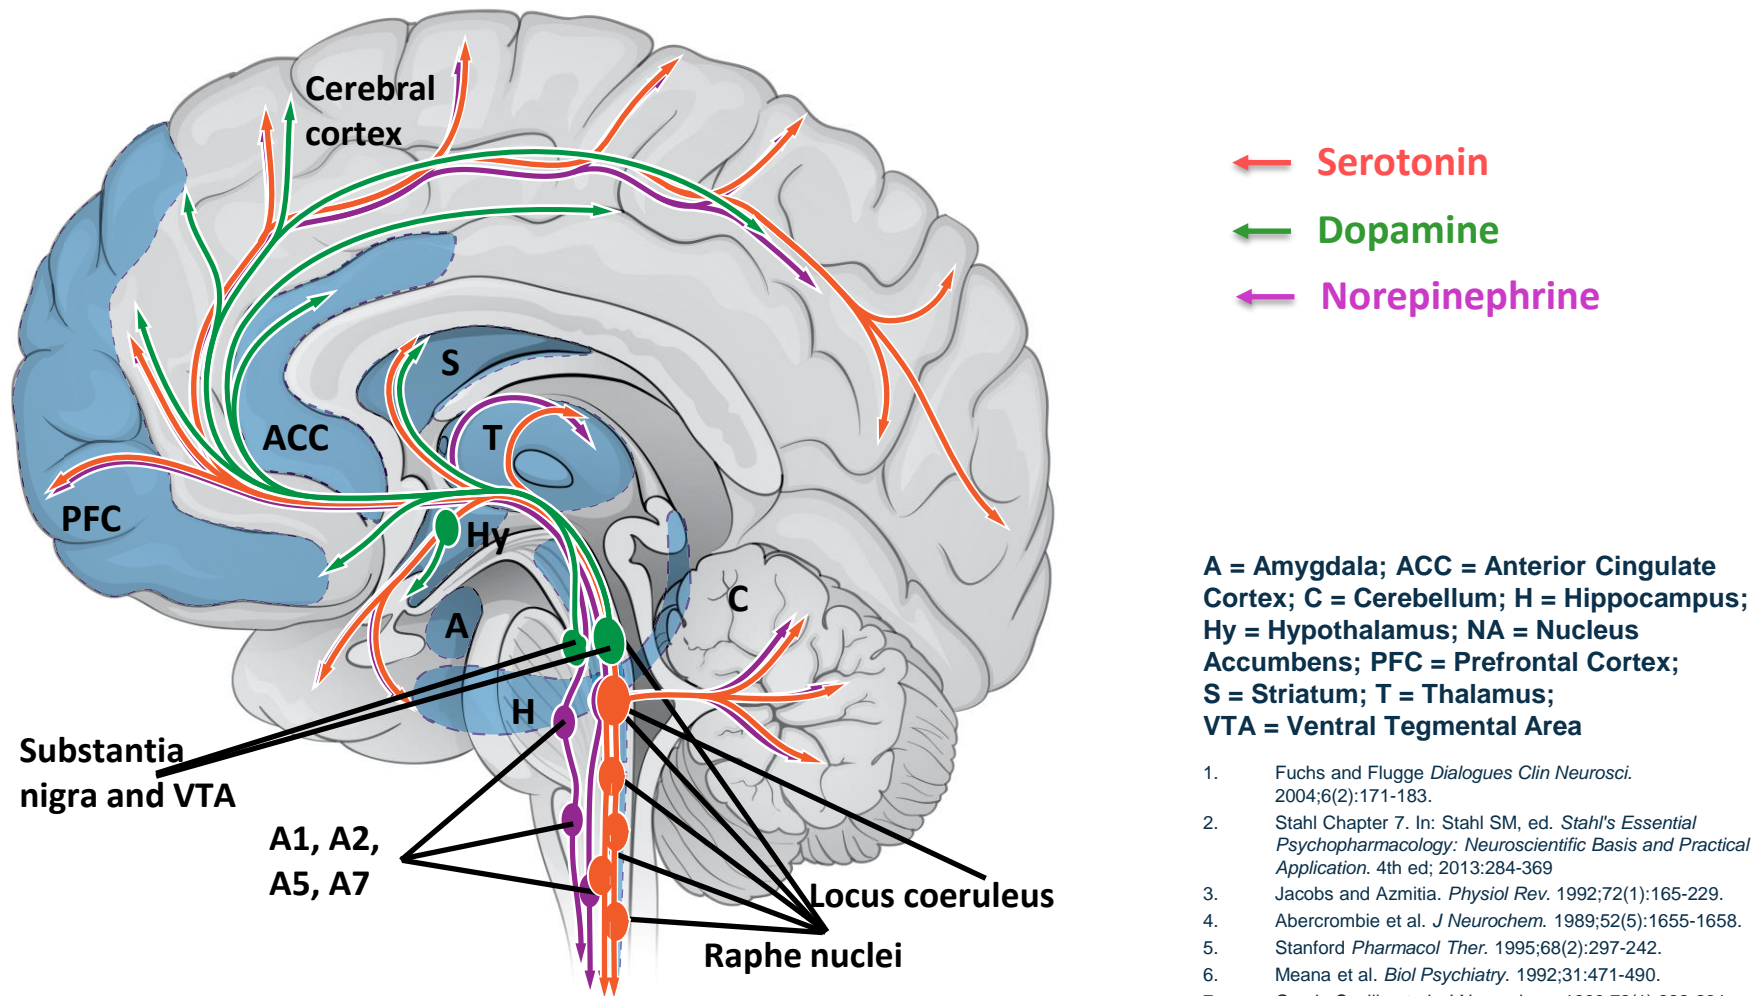 Cerebral
cortex
S
T
ACC
PFC
Hy
A
C
H
Substantia
nigra and VTA
A1, A2,
A5, A7
Locus coeruleus
Raphe nuclei
Serotonin
Dopamine
Norepinephrine
A = Amygdala; ACC = Anterior Cingulate
Cortex; C = Cerebellum; H = Hippocampus;
Hy = Hypothalamus; NA = Nucleus
Accumbens; PFC = Prefrontal Cortex;
S = Striatum; T = Thalamus;
VTA = Ventral Tegmental Area
1. Fuchs and Flugge Dialogues Clin Neurosci.
2004;6(2):171-183.
2. Stahl Chapter 7. In: Stahl SM, ed. Stahl's Essential
Psychopharmacology: Neuroscientific Basis and Practical
Application. 4th ed; 2013:284-369
3. Jacobs and Azmitia. Physiol Rev. 1992;72(1):165-229.
4. Abercrombie et al. J Neurochem. 1989;52(5):1655-1658.
5. Stanford Pharmacol Ther. 1995;68(2):297-242.
6. Meana et al. Biol Psychiatry. 1992;31:471-490.